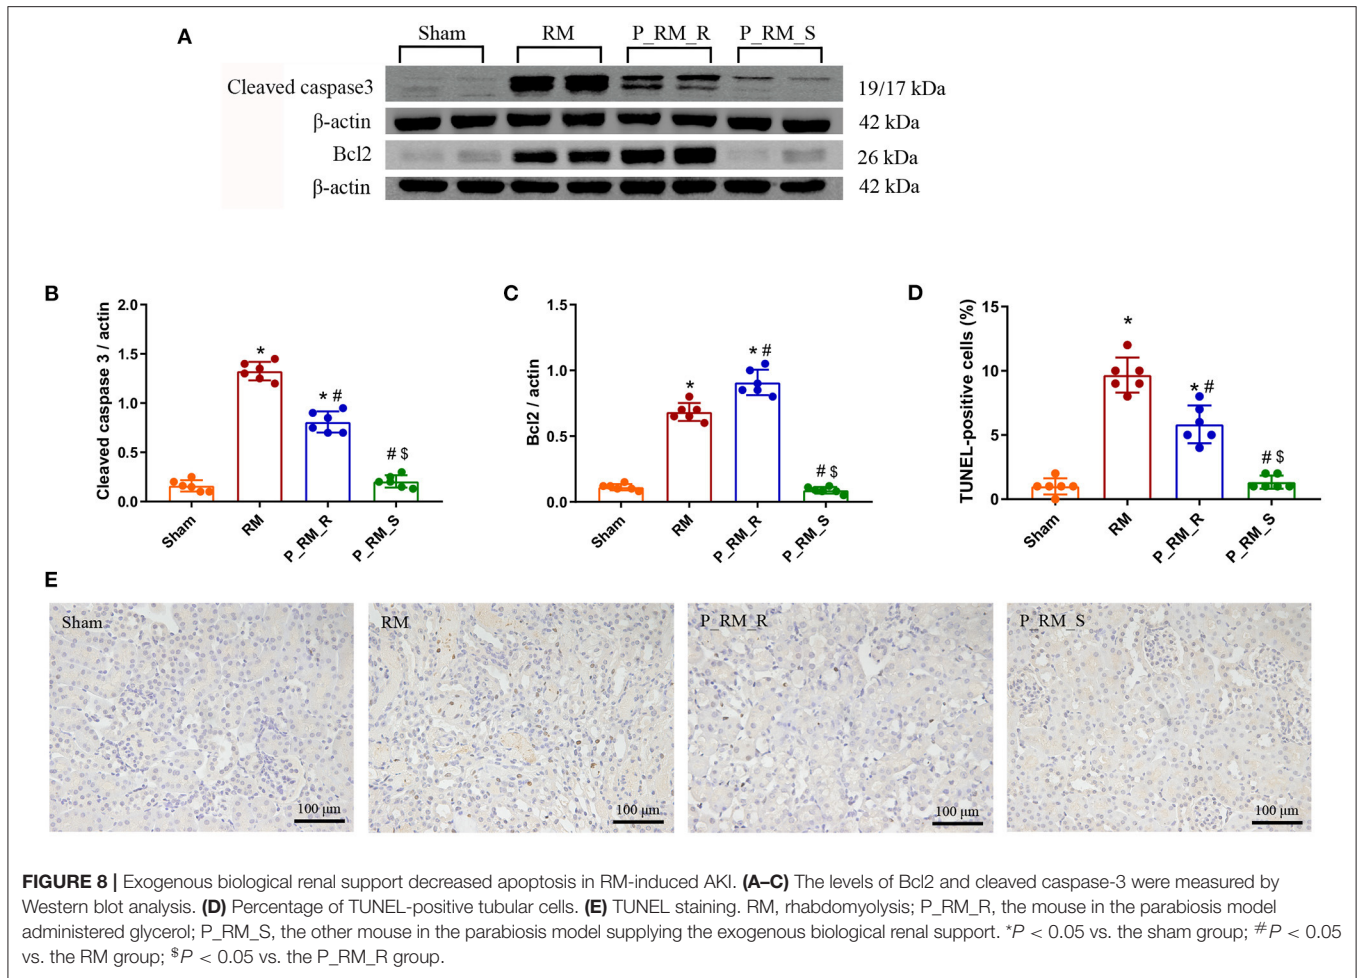 A
Sham RM P_RM_R P_RM_S
Cleaved caspase3 19/17 kDa
β-actin 42 kDa
Bcl2 26 kDa
β-actin 42 kDa
B
Cleaved caspase 3 / actin
2.0
1.5
1.0
0.5
0.0
*
* #
# $
Sham RM P_RM_R P_RM_S
C
Bcl2 / actin
1.5
1.0
0.5
0.0
*
* #
# $
Sham RM P_RM_R P_RM_S
D
TUNEL-positive cells (%)
15
10
5
0
*
* #
# $
Sham RM P_RM_R P_RM_S
E
Sham RM P_RM_R P_RM_S
100 μm 100 μm 100 μm 100 μm
FIGURE 8 | Exogenous biological renal support decreased apoptosis in RM-induced AKI. (A–C) The levels of Bcl2 and cleaved caspase-3 were measured by
Western blot analysis. (D) Percentage of TUNEL-positive tubular cells. (E) TUNEL staining. RM, rhabdomyolysis; P_RM_R, the mouse in the parabiosis model
administered glycerol; P_RM_S, the other mouse in the parabiosis model supplying the exogenous biological renal support. *P < 0.05 vs. the sham group; #P < 0.05
vs. the RM group; $P < 0.05 vs. the P_RM_R group.